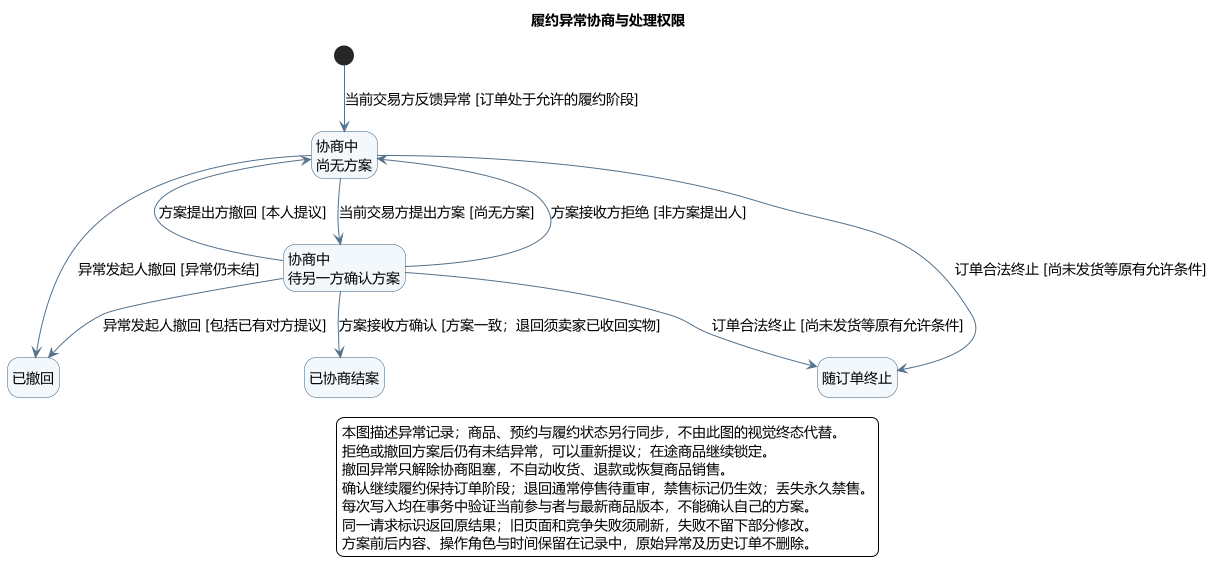 履约异常协商与处理权限
当前交易方反馈异常 [订单处于允许的履约阶段]
协商中
尚无方案
方案提出方撤回 [本人提议]
当前交易方提出方案 [尚无方案]
方案接收方拒绝 [非方案提出人]
协商中
待另一方确认方案
异常发起人撤回 [异常仍未结]
订单合法终止 [尚未发货等原有允许条件]
异常发起人撤回 [包括已有对方提议]
方案接收方确认 [方案一致；退回须卖家已收回实物]
订单合法终止 [尚未发货等原有允许条件]
已撤回
已协商结案
随订单终止
本图描述异常记录；商品、预约与履约状态另行同步，不由此图的视觉终态代替。
拒绝或撤回方案后仍有未结异常，可以重新提议；在途商品继续锁定。
撤回异常只解除协商阻塞，不自动收货、退款或恢复商品销售。
确认继续履约保持订单阶段；退回通常停售待重审，禁售标记仍生效；丢失永久禁售。
每次写入均在事务中验证当前参与者与最新商品版本，不能确认自己的方案。
同一请求标识返回原结果；旧页面和竞争失败须刷新，失败不留下部分修改。
方案前后内容、操作角色与时间保留在记录中，原始异常及历史订单不删除。